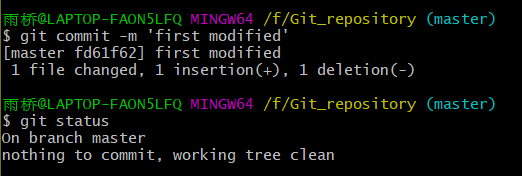 雨桥@LAPTOP-FAON5LFQ MINGW64 /f/Git_repository (master)
$ git commit -m 'first modified'
[master fd61f62] first modified
 1 file changed, 1 insertion(+), 1 deletion(-)

雨桥@LAPTOP-FAON5LFQ MINGW64 /f/Git_repository (master)
$ git status
On branch master
nothing to commit, working tree clean